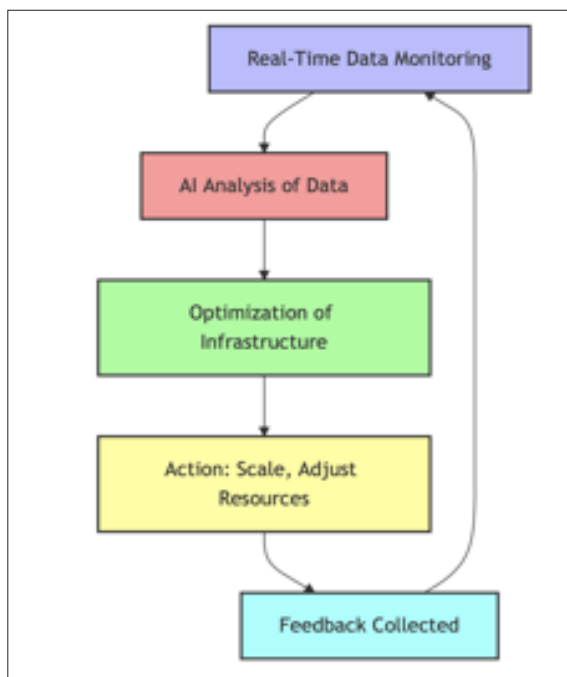 Real-Time Data Monitoring
AI Analysis of Data
Optimization of
Infrastructure
Action: Scale, Adjust
Resources
Feedback Collected